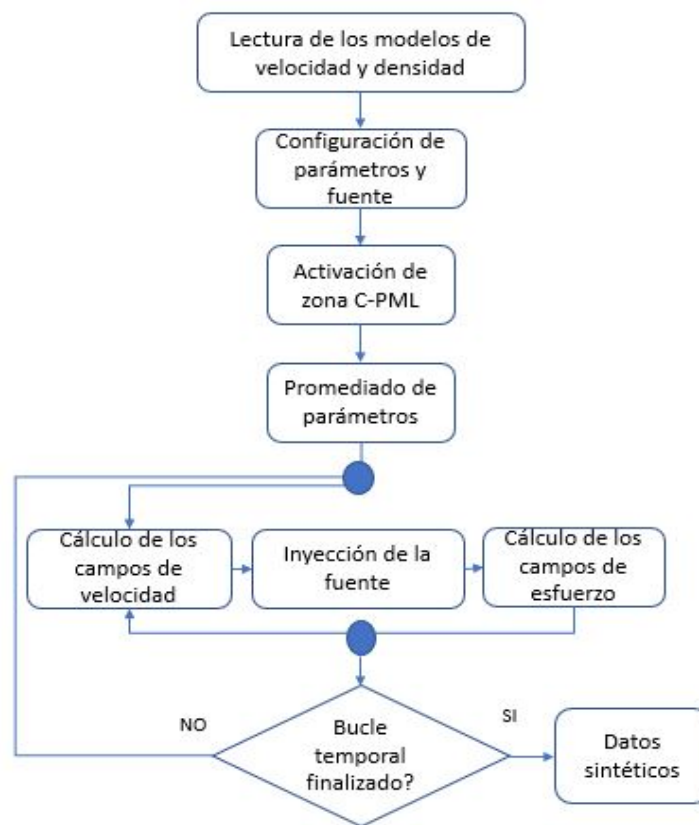 Lectura de los modelos de
velocidad y densidad
Configuración de
parámetros y
fuente
Activación de
zona C-PML
Promediado de
parámetros
Cálculo de los
campos de
velocidad
Inyección de la
fuente
Cálculo de los
campos de
esfuerzo
NO
Bucle
temporal
finalizado?
SI
Datos
sintéticos